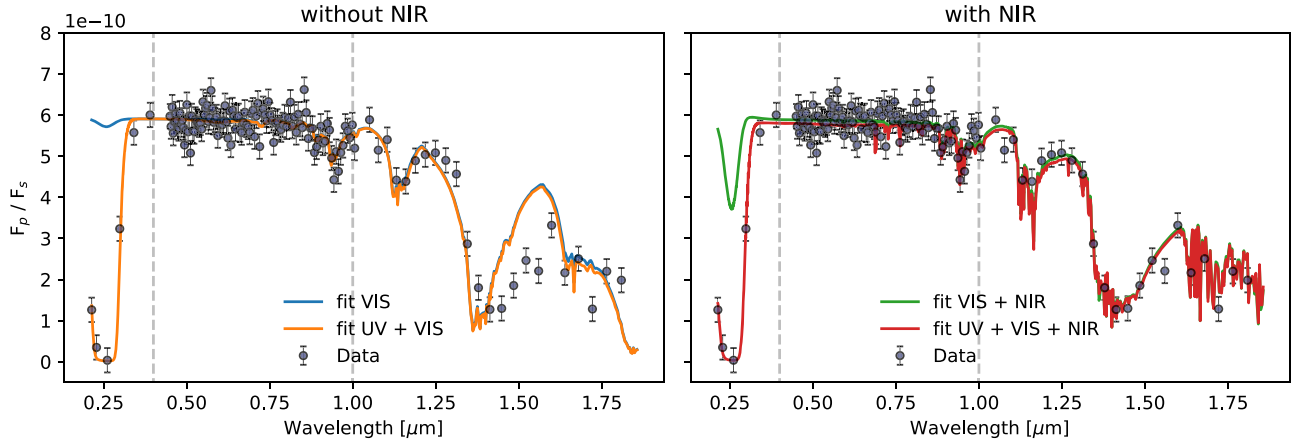 without NIR
with NIR
1e−10
8
7
6
5
4
3
2
1
0
F_p / F_s
fit VIS
fit UV + VIS
Data
fit VIS + NIR
fit UV + VIS + NIR
Data
0.25 0.50 0.75 1.00 1.25 1.50 1.75
0.25 0.50 0.75 1.00 1.25 1.50 1.75
Wavelength [μm]
Wavelength [μm]